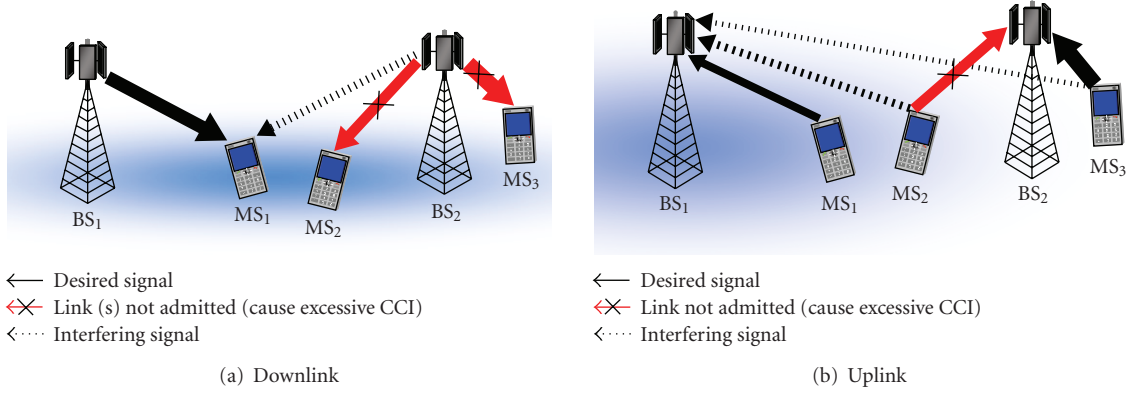 BS1
MS1
MS2
BS2
MS3
Desired signal
Link (s) not admitted (cause excessive CCI)
Interfering signal
(a) Downlink
BS1
MS1
MS2
BS2
MS3
Desired signal
Link not admitted (cause excessive CCI)
Interfering signal
(b) Uplink